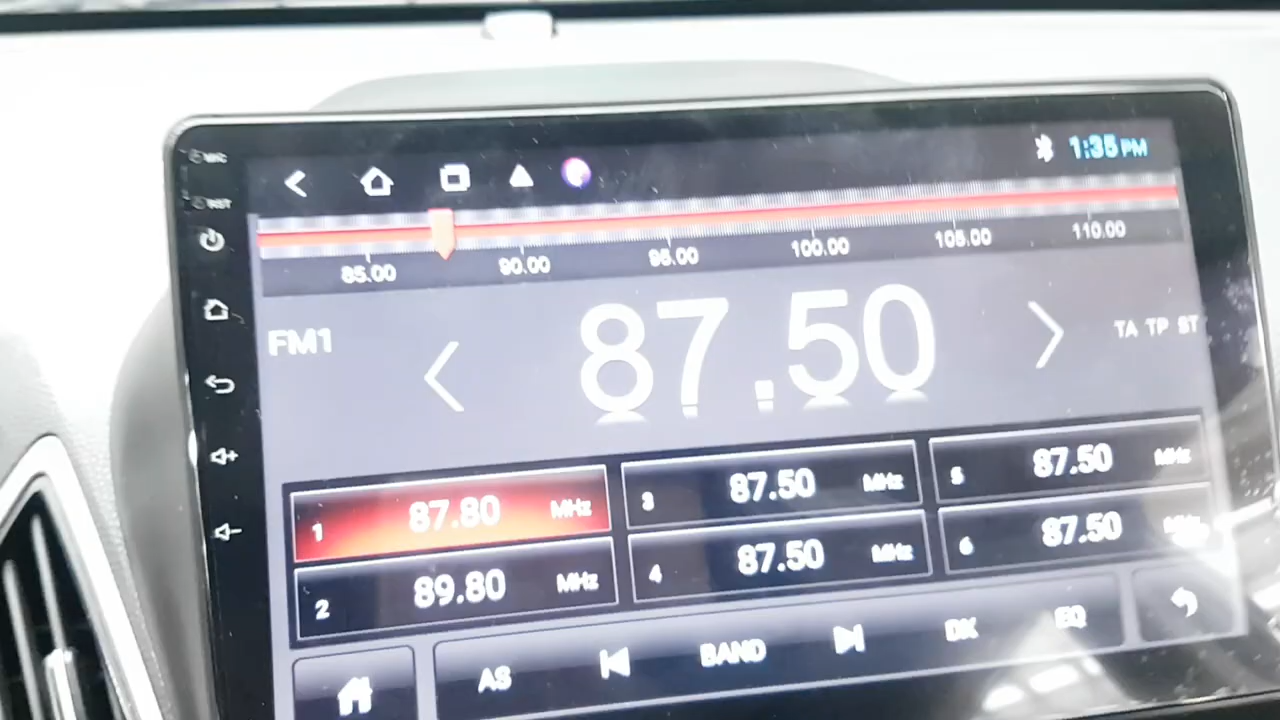 MIC
1:35 PM
RST
85.00 90.00 95.00 100.00 105.00 110.00
FM1
87.50
TA TP ST
1 87.80 MHz
3 87.50 MHz
5 87.50 MHz
2 89.80 MHz
4 87.50 MHz
6 87.50
AS
BAND
DX
EQ